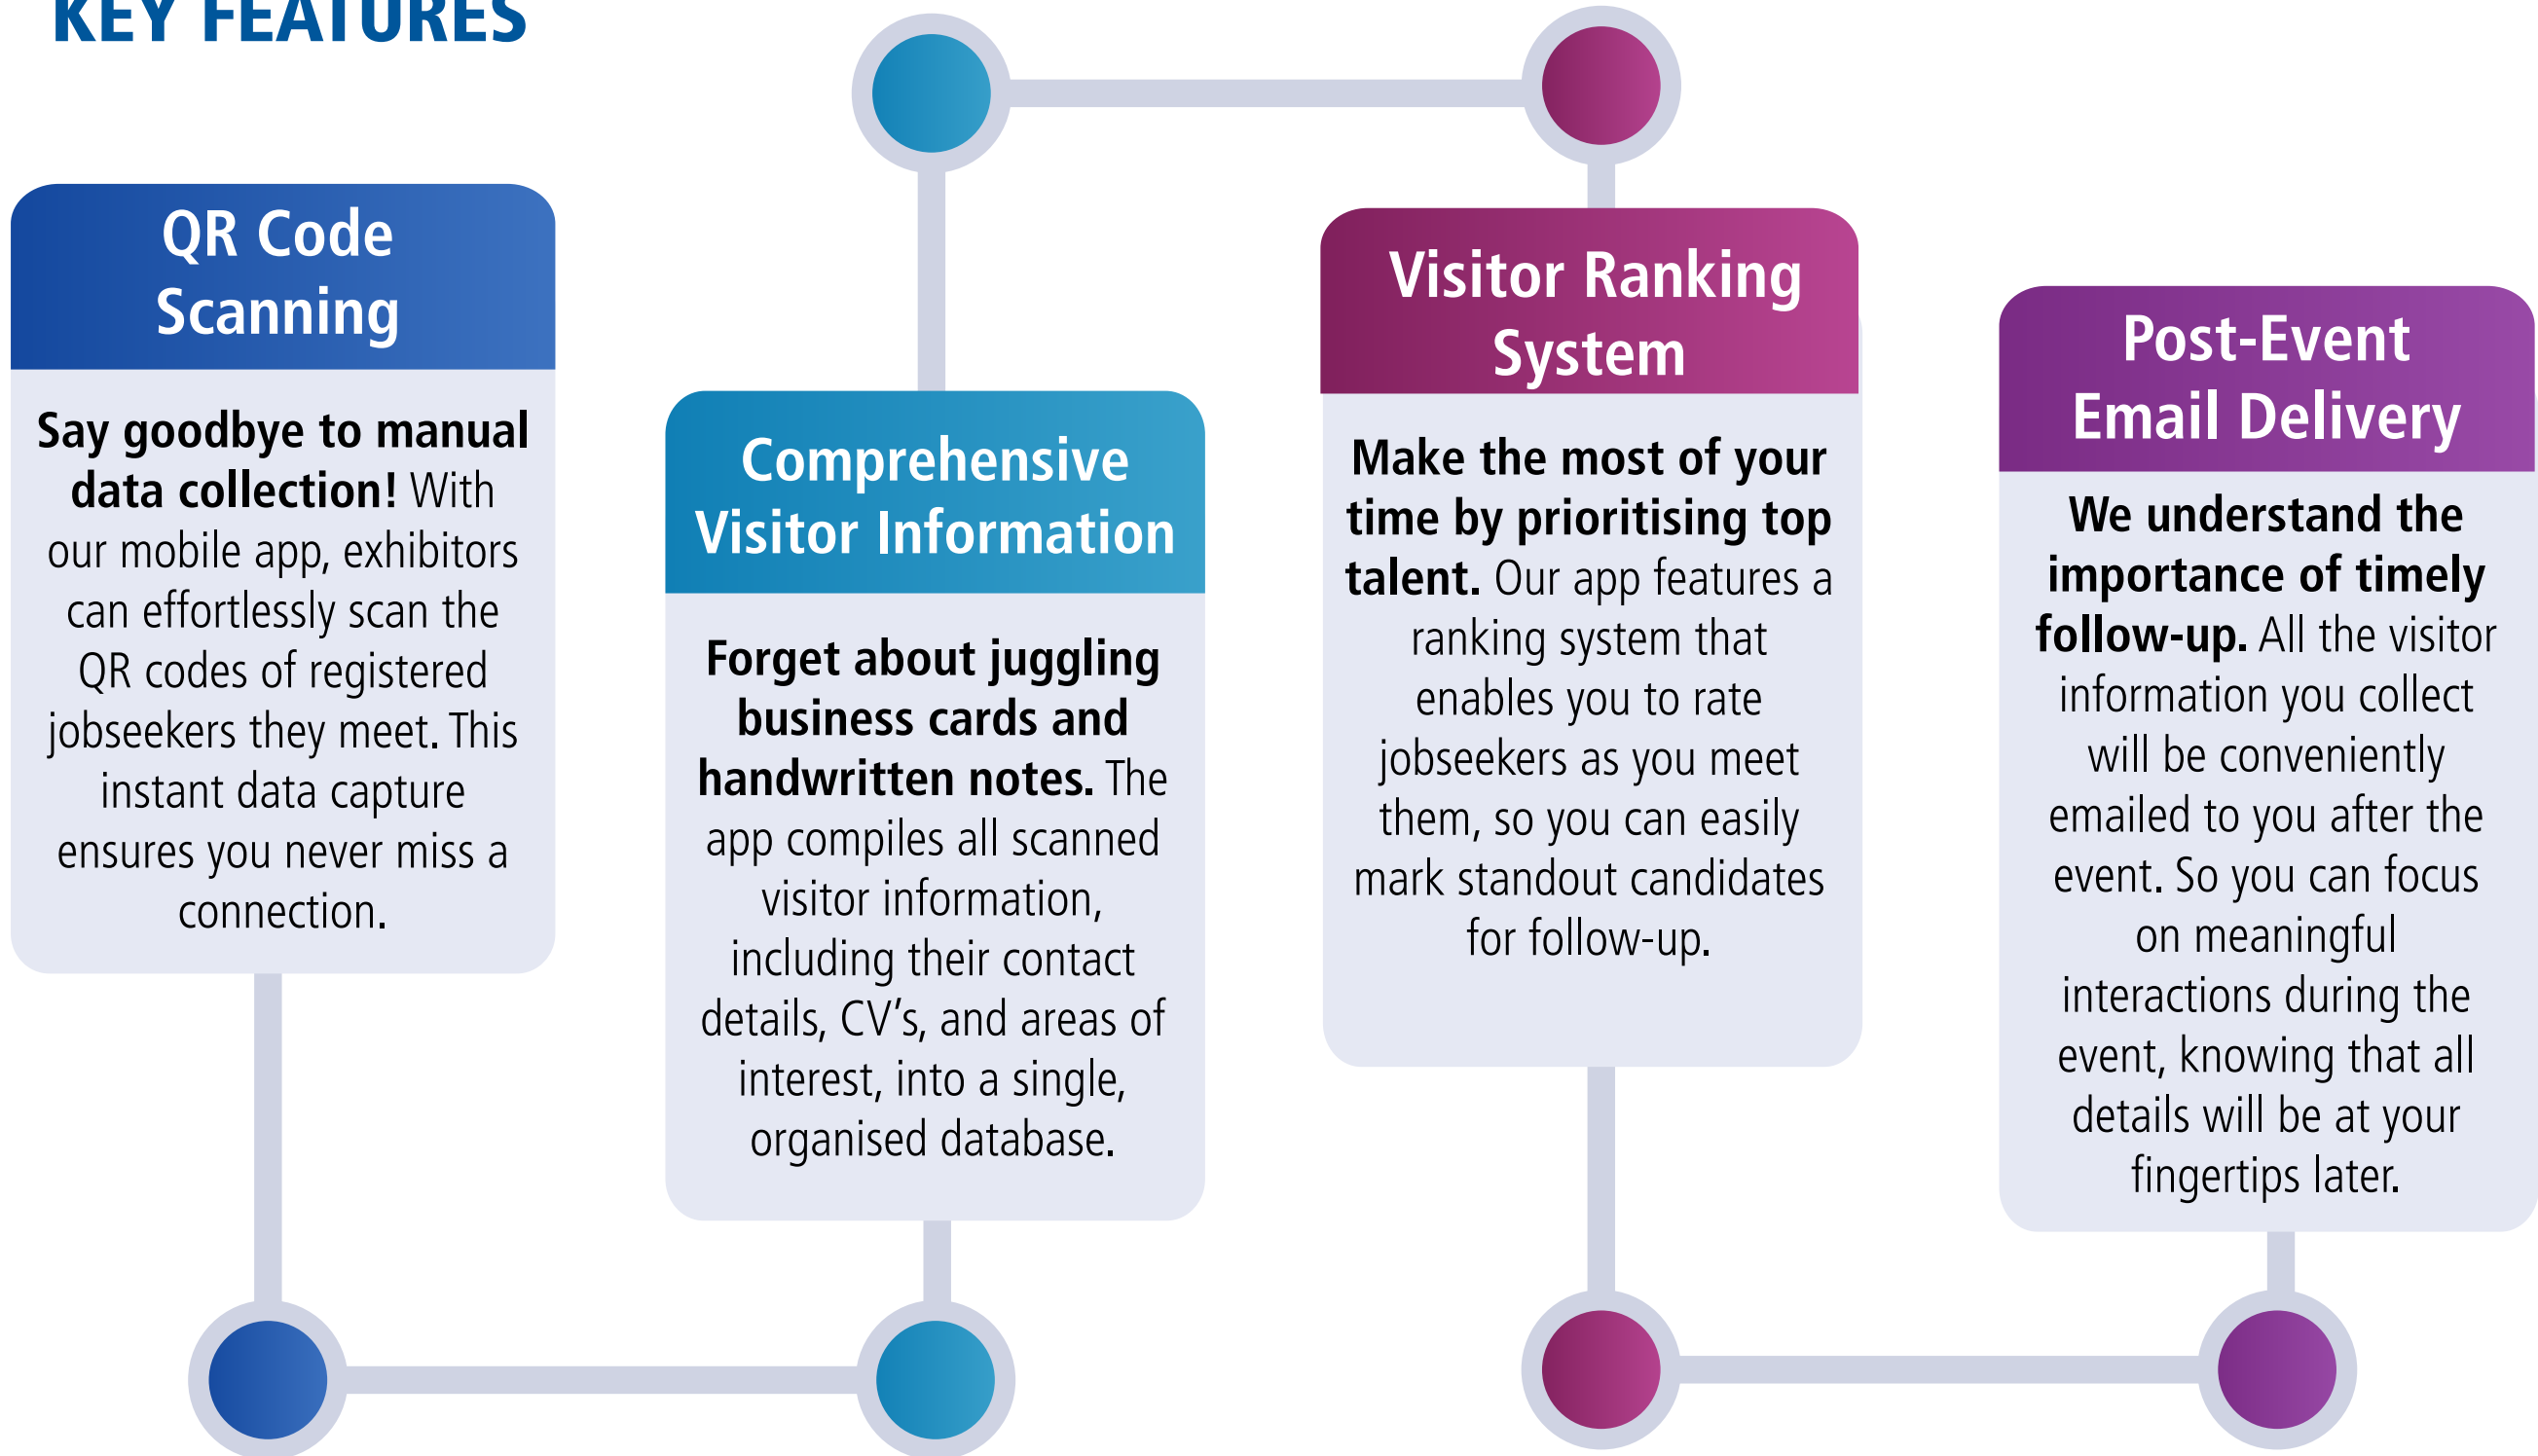 KEY FEATURES
QR Code
Scanning
Say goodbye to manual
data collection! With
our mobile app, exhibitors
can effortlessly scan the
QR codes of registered
jobseekers they meet. This
instant data capture
ensures you never miss a
connection.
Comprehensive
Visitor Information
Forget about juggling
business cards and
handwritten notes. The
app compiles all scanned
visitor information,
including their contact
details, CV’s, and areas of
interest, into a single,
organised database.
Visitor Ranking
System
Make the most of your
time by prioritising top
talent. Our app features a
ranking system that
enables you to rate
jobseekers as you meet
them, so you can easily
mark standout candidates
for follow-up.
Post-Event
Email Delivery
We understand the
importance of timely
follow-up. All the visitor
information you collect
will be conveniently
emailed to you after the
event. So you can focus
on meaningful
interactions during the
event, knowing that all
details will be at your
fingertips later.